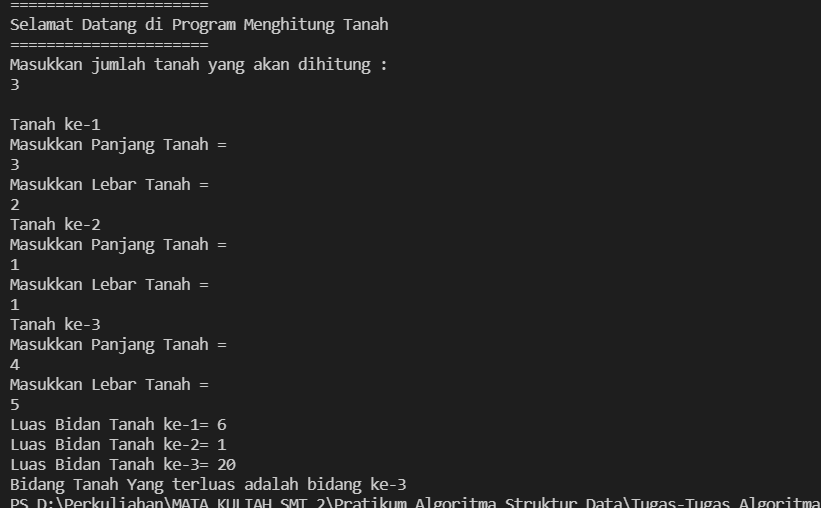 ======================
Selamat Datang di Program Menghitung Tanah
======================
Masukkan jumlah tanah yang akan dihitung :
3
Tanah ke-1
Masukkan Panjang Tanah =
3
Masukkan Lebar Tanah =
2
Tanah ke-2
Masukkan Panjang Tanah =
1
Masukkan Lebar Tanah =
1
Tanah ke-3
Masukkan Panjang Tanah =
4
Masukkan Lebar Tanah =
5
Luas Bidan Tanah ke-1= 6
Luas Bidan Tanah ke-2= 1
Luas Bidan Tanah ke-3= 20
Bidang Tanah Yang terluas adalah bidang ke-3
PS D:\Perkuliahan\MATA KULIAH SMT 2\Pratikum Algoritma Struktur Data\Tugas-Tugas Algoritma